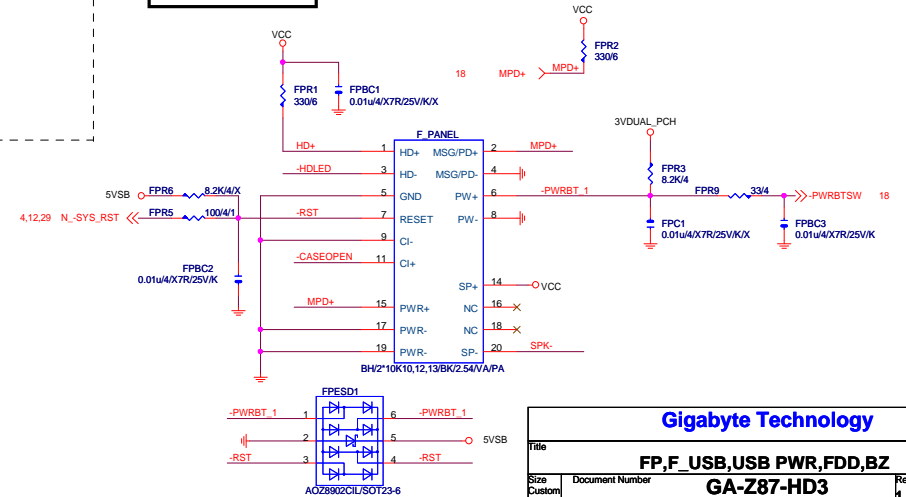 VCC
VCC
FPR2
330/6
FPR1
330/6
FPBC1
0.01u/4/X7R/25V/K/X
18 MPD+ MPD+
3VDUAL_PCH
F_PANEL
HD+ 1 HD+ MSG/PD+ 2 MPD+
-HDLED 3 HD- MSG/PD- 4
FPR3
8.2K/4
5VSB FPR6 8.2K/4/X
5 GND PW+ 6 -PWRBT_1 FPR9 33/4 -PWRBTSW 18
4,12,29 N_-SYS_RST FPR5 100/4/1 -RST 7 RESET PW- 8
FPC1
0.01u/4/X7R/25V/K/X
FPBC3
0.01u/4/X7R/25V/K
9 CI-
-CASEOPEN 11 CI+
FPBC2
0.01u/4/X7R/25V/K
SP+ 14 VCC
MPD+ 15 PWR+ NC 16
17 PWR- NC 18
19 PWR- SP- 20 SPK-
BH/2*10K10,12,13/BK/2.54/VA/PA
FPESD1
-PWRBT_1 1 6 -PWRBT_1
2 5 5VSB
-RST 3 4 -RST
AOZ8902CIL/SOT23-6
Gigabyte Technology
Title
FP,F_USB,USB PWR,FDD,BZ
Size
Custom
Document Number
GA-Z87-HD3